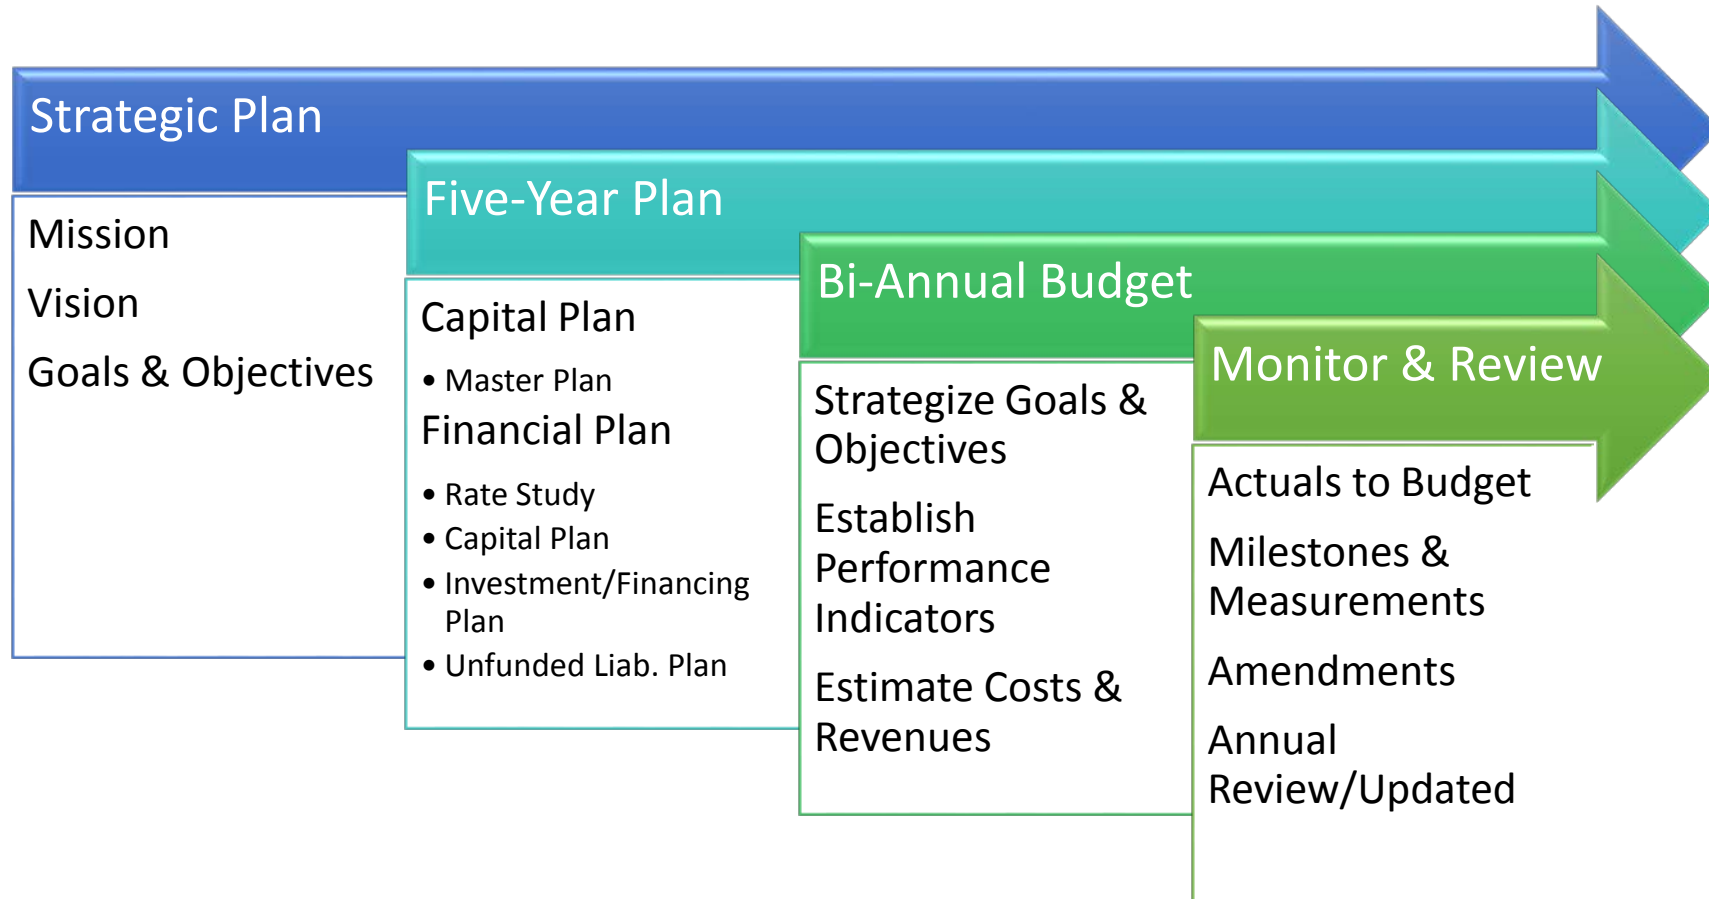 Strategic Plan
Mission
Vision
Goals & Objectives
Five-Year Plan
Capital Plan
• Master Plan
Financial Plan
• Rate Study
• Capital Plan
• Investment/Financing
Plan
• Unfunded Liab. Plan
Bi-Annual Budget
Strategize Goals &
Objectives
Establish
Performance
Indicators
Estimate Costs &
Revenues
Monitor & Review
Actuals to Budget
Milestones &
Measurements
Amendments
Annual
Review/Updated